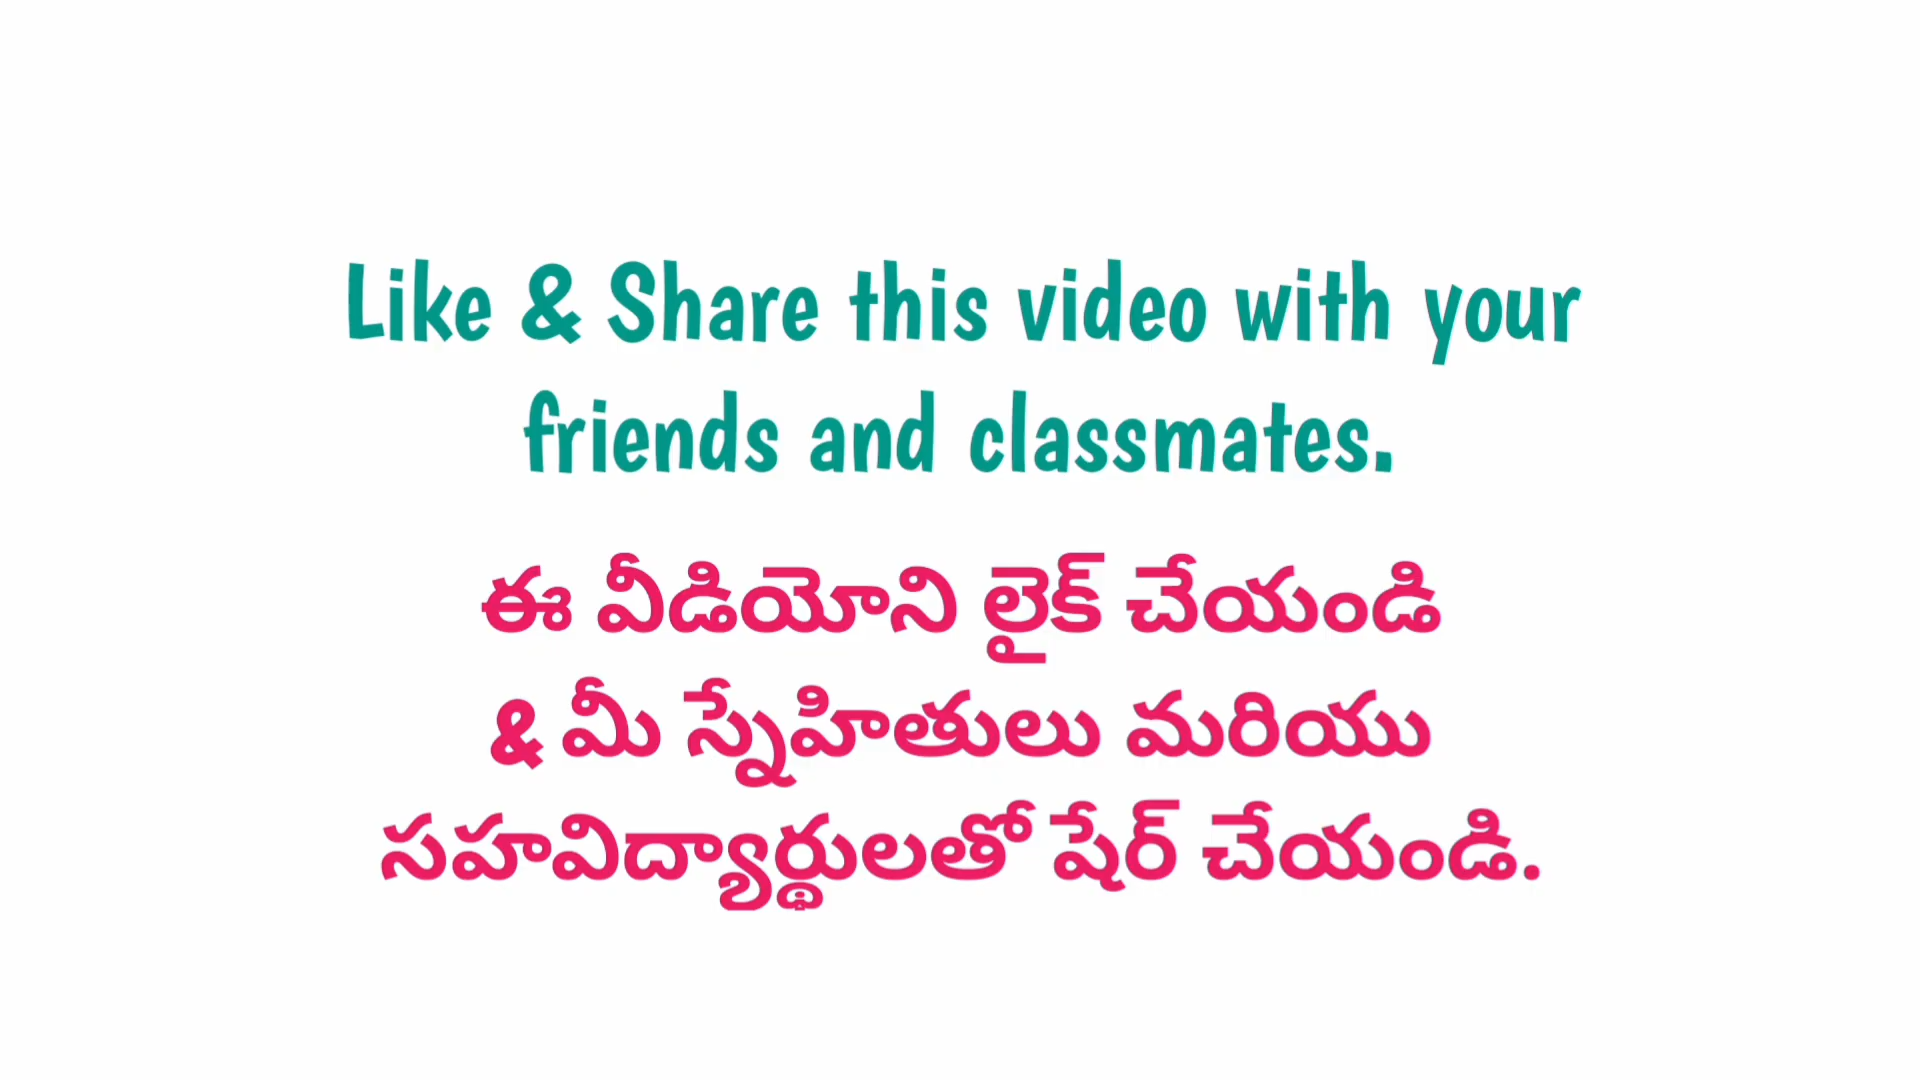 Like & Share this video with your
friends and classmates.
ఈ వీడియోని లైక్ చేయండి
& మీ స్నేహితులు మరియు
సహవిద్యార్థులతో షేర్ చేయండి.